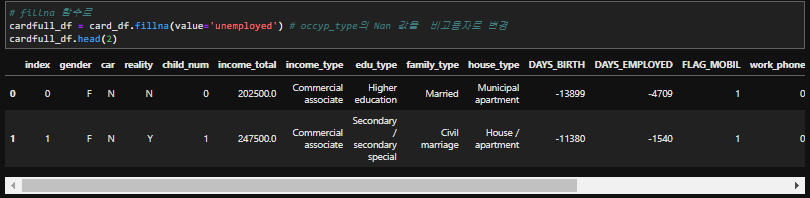 # fillna 함수로
cardfull_df = card_df.fillna(value='unemployed') # occyp_type의 Nan 값을 비고용자로 변경
cardfull_df.head(2)
index gender car reality child_num income_total income_type edu_type family_type house_type DAYS_BIRTH DAYS_EMPLOYED FLAG_MOBIL work_phone
0 0 F N N 0 202500.0 Commercial associate Higher education Married Municipal apartment -13899 -4709 1 0
1 1 F N Y 1 247500.0 Commercial associate Secondary / secondary special Civil marriage House / apartment -11380 -1540 1 0